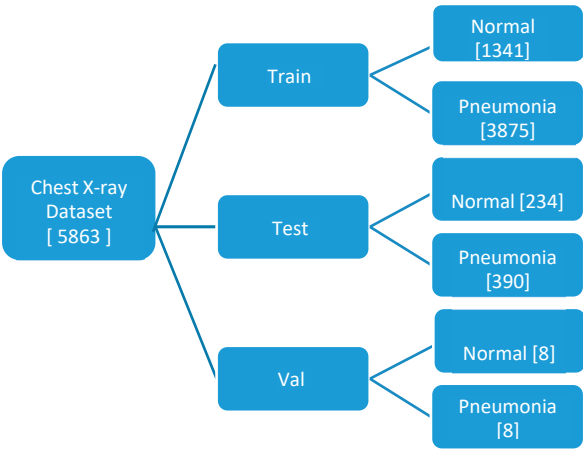 Chest X-ray
Dataset
[ 5863 ]
Train
Normal
[1341]
Pneumonia
[3875]
Test
Normal [234]
Pneumonia
[390]
Val
Normal [8]
Pneumonia
[8]